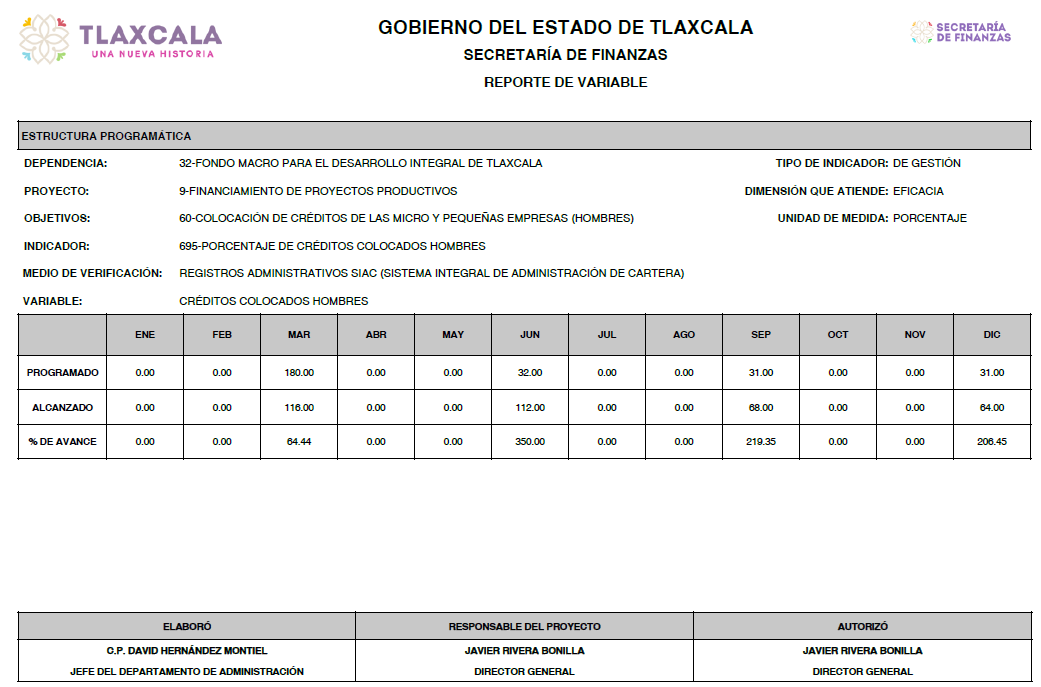 TLAXCALA
UNA NUEVA HISTORIA
GOBIERNO DEL ESTADO DE TLAXCALA
SECRETARÍA DE FINANZAS
REPORTE DE VARIABLE
SECRETARÍA
DE FINANZAS
ESTRUCTURA PROGRAMÁTICA
DEPENDENCIA: 32-FONDO MACRO PARA EL DESARROLLO INTEGRAL DE TLAXCALA TIPO DE INDICADOR: DE GESTIÓN
PROYECTO: 9-FINANCIAMIENTO DE PROYECTOS PRODUCTIVOS DIMENSIÓN QUE ATIENDE: EFICACIA
OBJETIVOS: 60-COLOCACIÓN DE CRÉDITOS DE LAS MICRO Y PEQUEÑAS EMPRESAS (HOMBRES) UNIDAD DE MEDIDA: PORCENTAJE
INDICADOR: 695-PORCENTAJE DE CRÉDITOS COLOCADOS HOMBRES
MEDIO DE VERIFICACIÓN: REGISTROS ADMINISTRATIVOS SIAC (SISTEMA INTEGRAL DE ADMINISTRACIÓN DE CARTERA)
VARIABLE: CRÉDITOS COLOCADOS HOMBRES
ENE FEB MAR ABR MAY JUN JUL AGO SEP OCT NOV DIC
PROGRAMADO 0.00 0.00 180.00 0.00 0.00 32.00 0.00 0.00 31.00 0.00 0.00 31.00
ALCANZADO 0.00 0.00 116.00 0.00 0.00 112.00 0.00 0.00 68.00 0.00 0.00 64.00
% DE AVANCE 0.00 0.00 64.44 0.00 0.00 350.00 0.00 0.00 219.35 0.00 0.00 206.45
ELABORÓ RESPONSABLE DEL PROYECTO AUTORIZÓ
C.P. DAVID HERNÁNDEZ MONTIEL JAVIER RIVERA BONILLA JAVIER RIVERA BONILLA
JEFE DEL DEPARTAMENTO DE ADMINISTRACIÓN DIRECTOR GENERAL DIRECTOR GENERAL